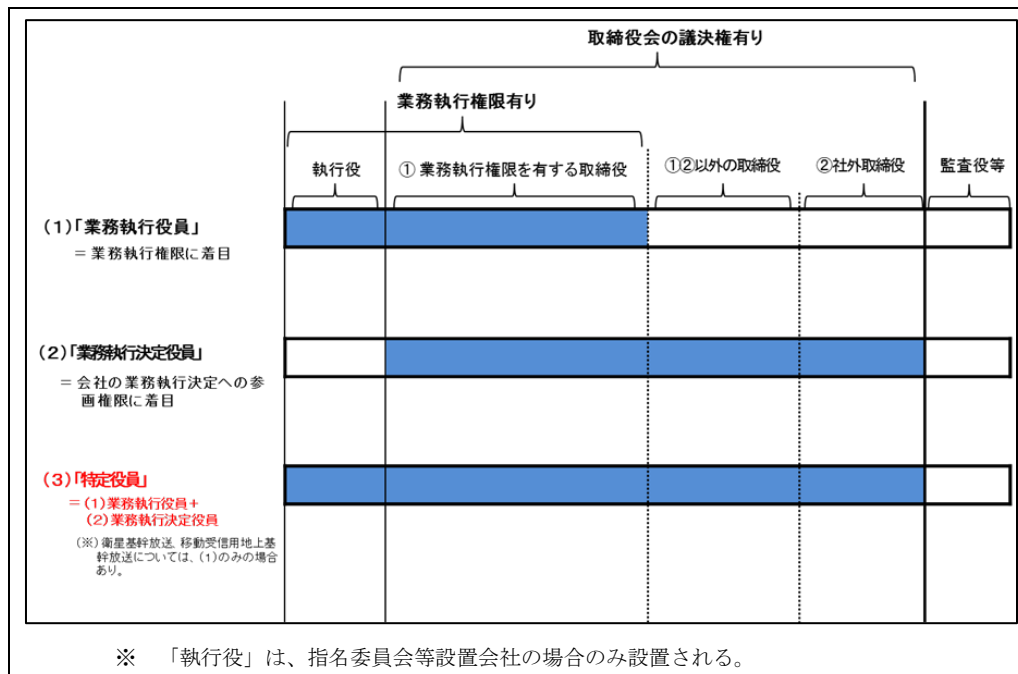 取締役会の議決権有り
業務執行権限有り
執行役
① 業務執行権限を有する取締役
①②以外の取締役
②社外取締役
監査役等
(1)「業務執行役員」
= 業務執行権限に着目
(2)「業務執行決定役員」
= 会社の業務執行決定への参
画権限に着目
(3)「特定役員」
= (1)業務執行役員+
(2)業務執行決定役員
(※) 衛星基幹放送、移動受信用地上基
幹放送については、(1)のみの場合
あり。
※ 「執行役」は、指名委員会等設置会社の場合のみ設置される。